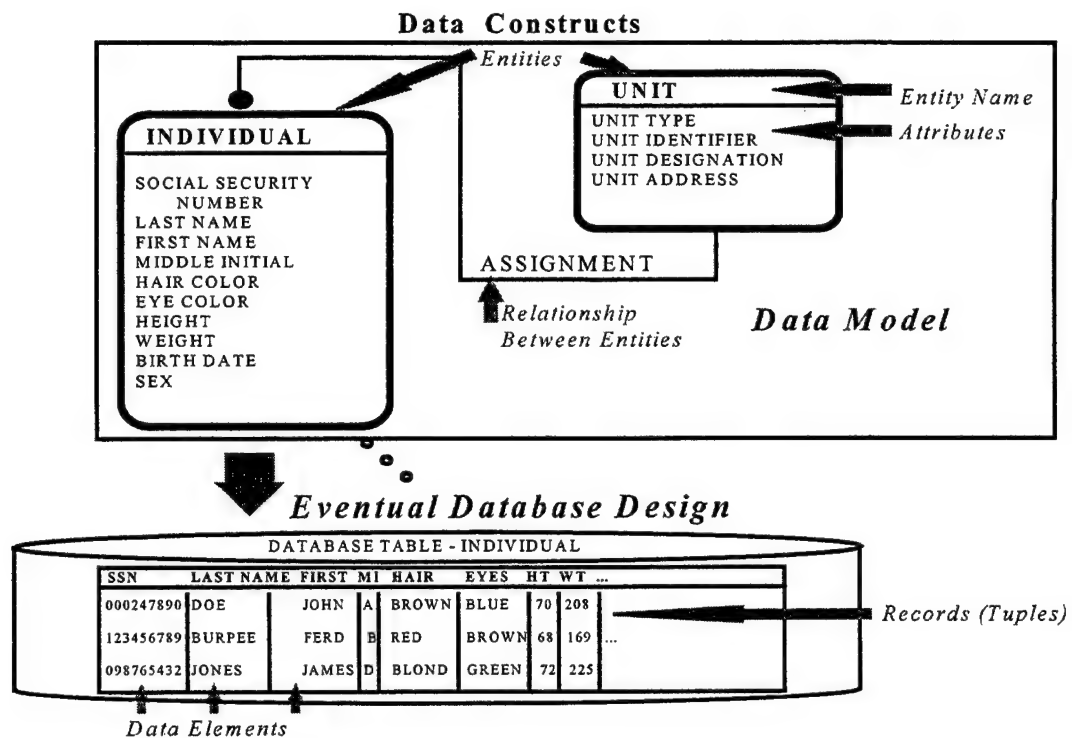 Data Constructs
Entities
UNIT
Entity Name
UNIT TYPE
Attributes
UNIT IDENTIFIER
UNIT DESIGNATION
UNIT ADDRESS
INDIVIDUAL
SOCIAL SECURITY
NUMBER
LAST NAME
FIRST NAME
MIDDLE INITIAL
HAIR COLOR
EYE COLOR
HEIGHT
WEIGHT
BIRTH DATE
SEX
ASSIGNMENT
Relationship
Between Entities
Data Model
Eventual Database Design
DATABASE TABLE - INDIVIDUAL
SSN LAST NAME FIRST MI HAIR EYES HT WT ...
000247890 DOE JOHN A BROWN BLUE 70 208
123456789 BURPEE FERD B RED BROWN 68 169 ...
098765432 JONES JAMES D BLOND GREEN 72 225
Records (Tuples)
Data Elements